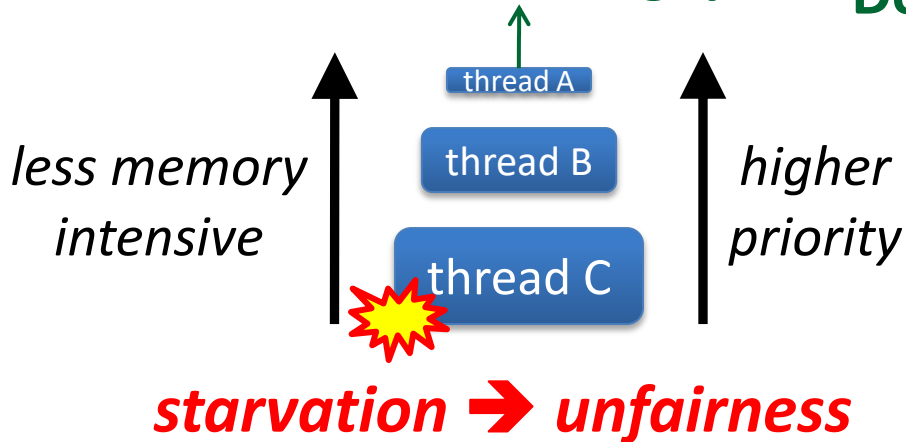 thread A
less memory
intensive
thread B
higher
priority
thread C
starvation ➔ unfairness